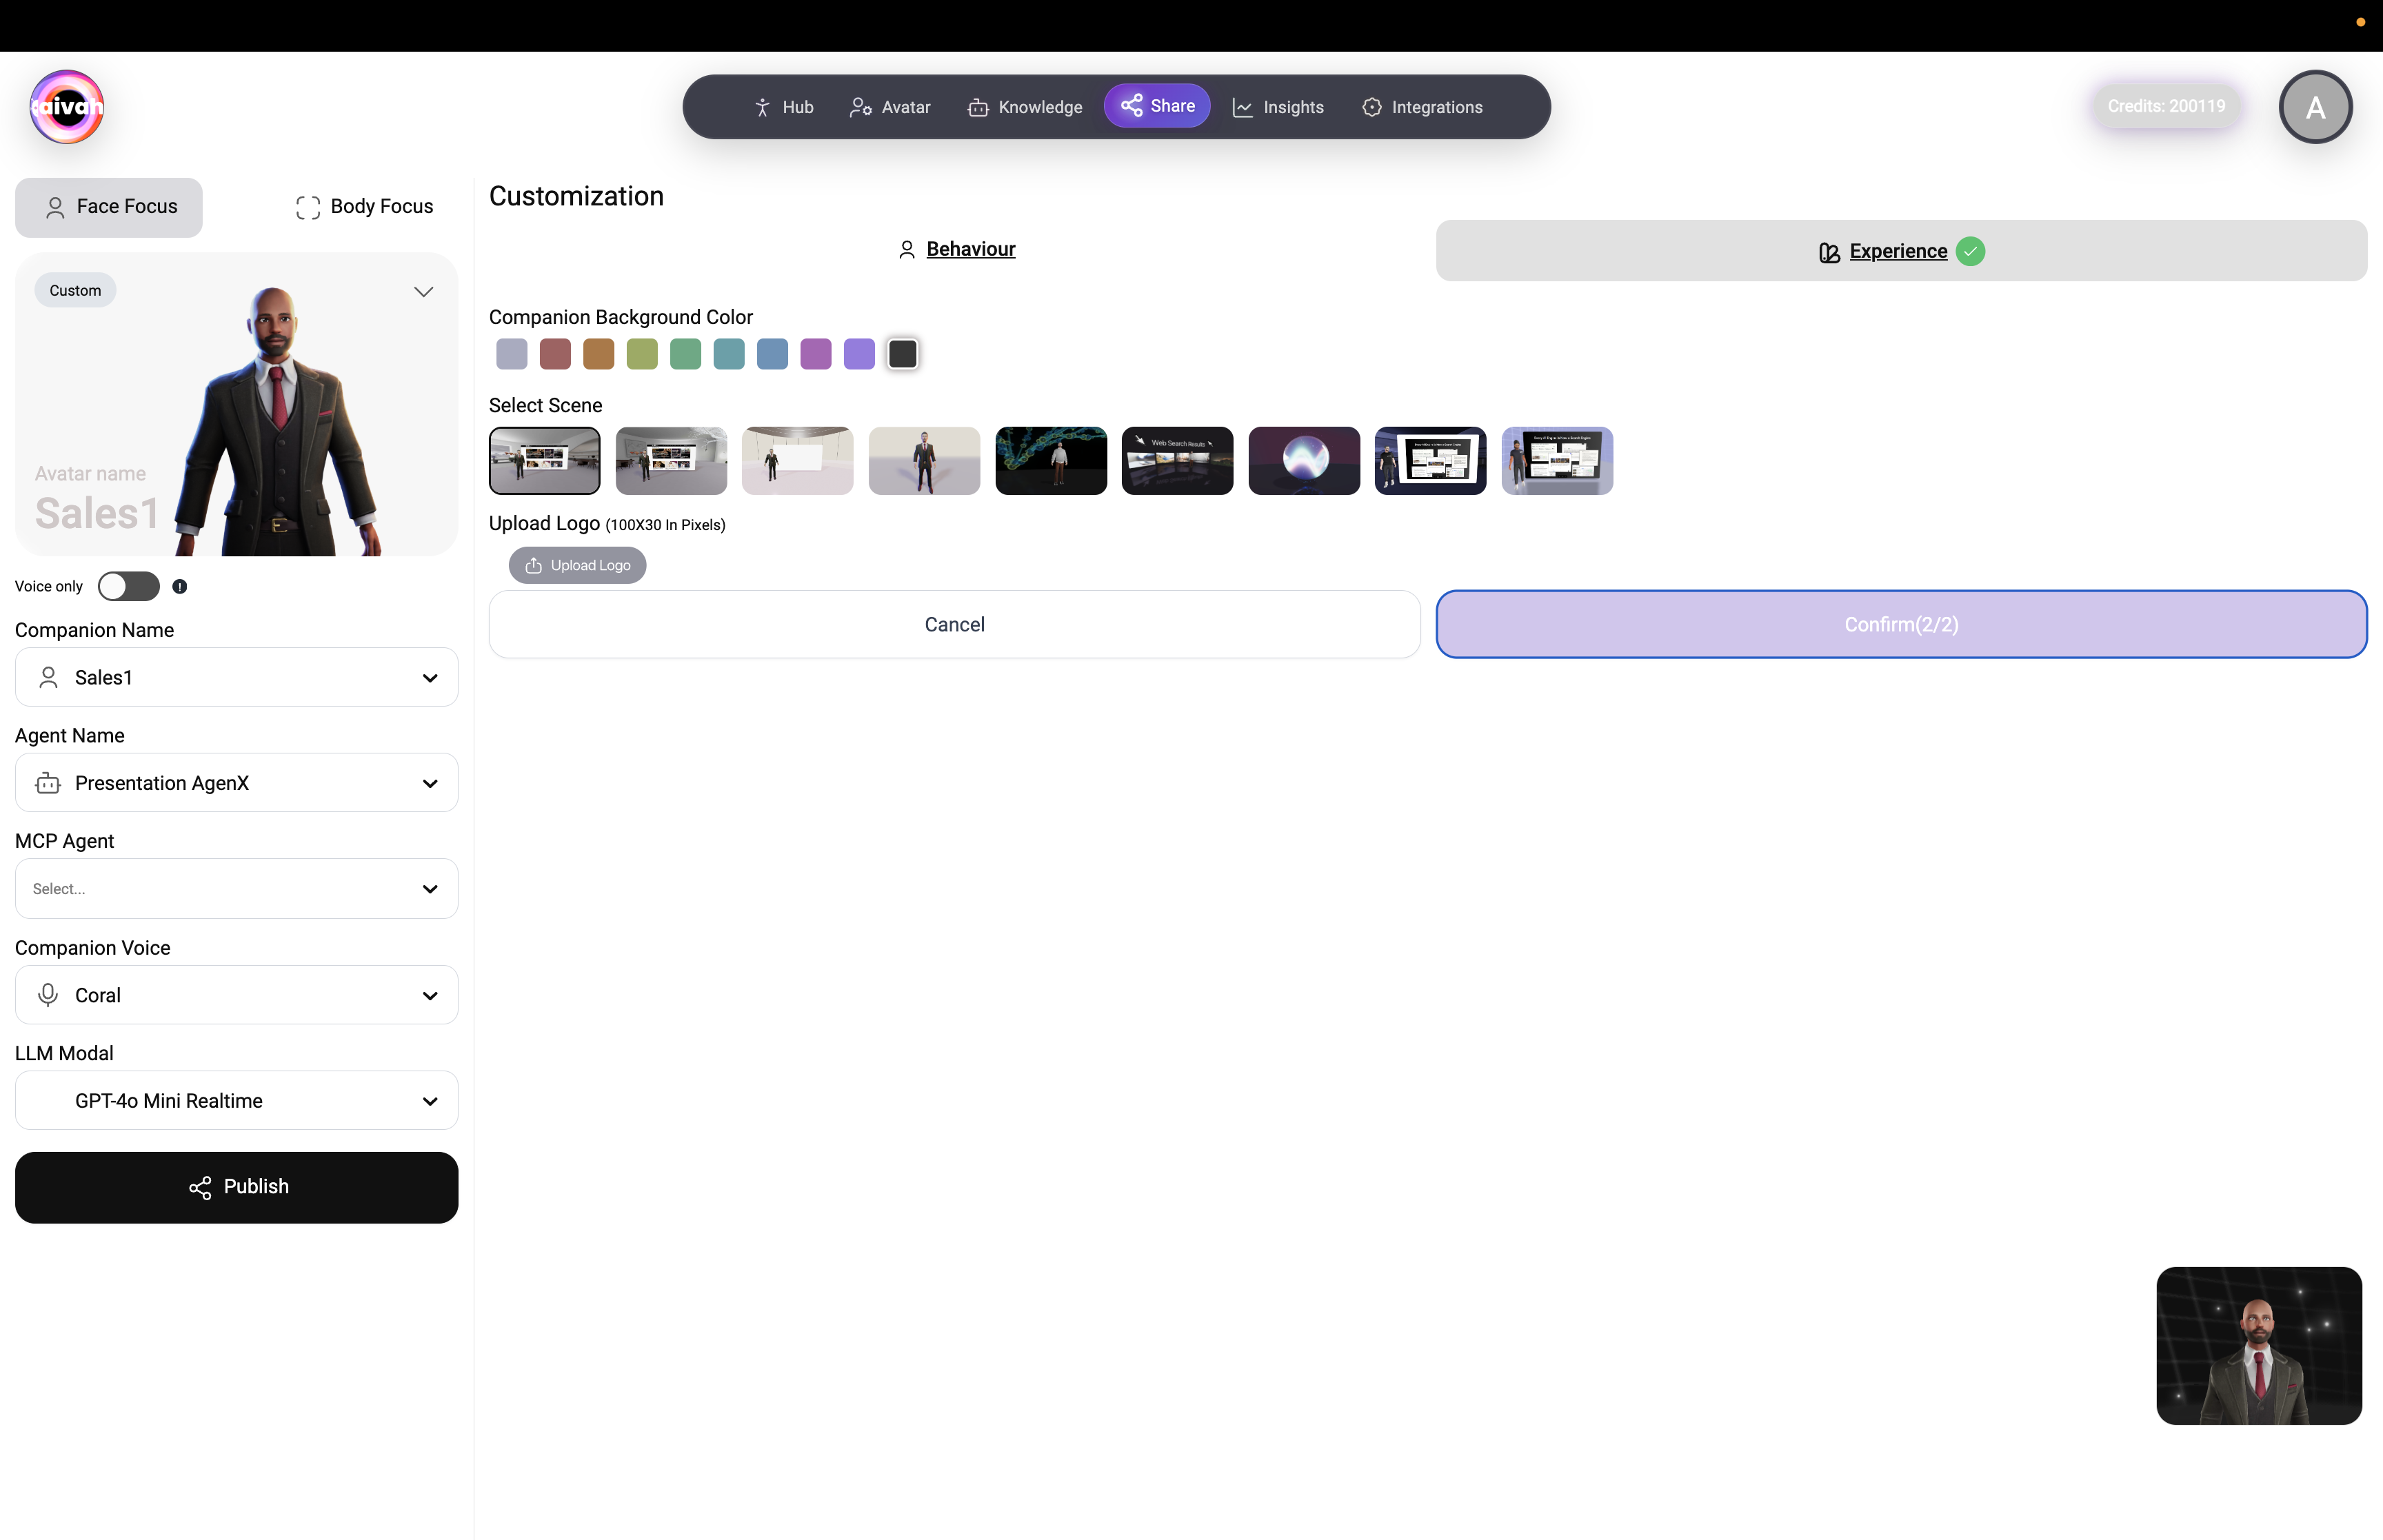 aivah
Hub
Avatar
Knowledge
Share
Insights
Integrations
Credits: 200119
A
Face Focus
Body Focus
Custom
Avatar name
Sales1
Voice only
Companion Name
Sales1
Agent Name
Presentation AgenX
MCP Agent
Select...
Companion Voice
Coral
LLM Modal
GPT-4o Mini Realtime
Publish
Customization
Behaviour
Experience
Companion Background Color
Select Scene
Web Search Results
Upload Logo (100X30 In Pixels)
Upload Logo
Cancel
Confirm(2/2)